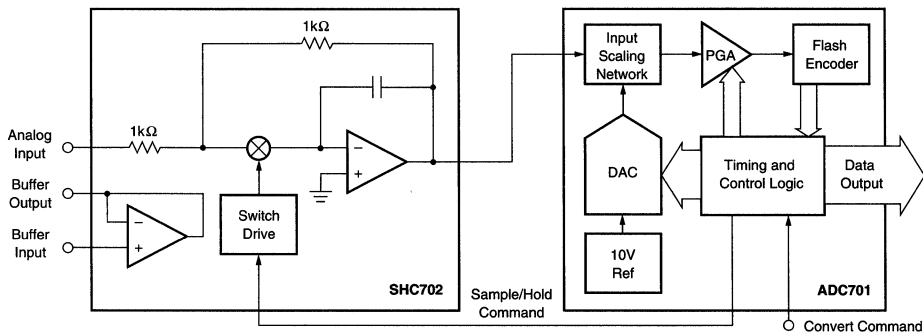 1kΩ
Analog
Input
1kΩ
Buffer
Output
Buffer
Input
−
+
−
+
Switch
Drive
SHC702
Sample/Hold
Command
Input
Scaling
Network
PGA
Flash
Encoder
DAC
Timing and
Control Logic
Data
Output
10V
Ref
ADC701
Convert Command